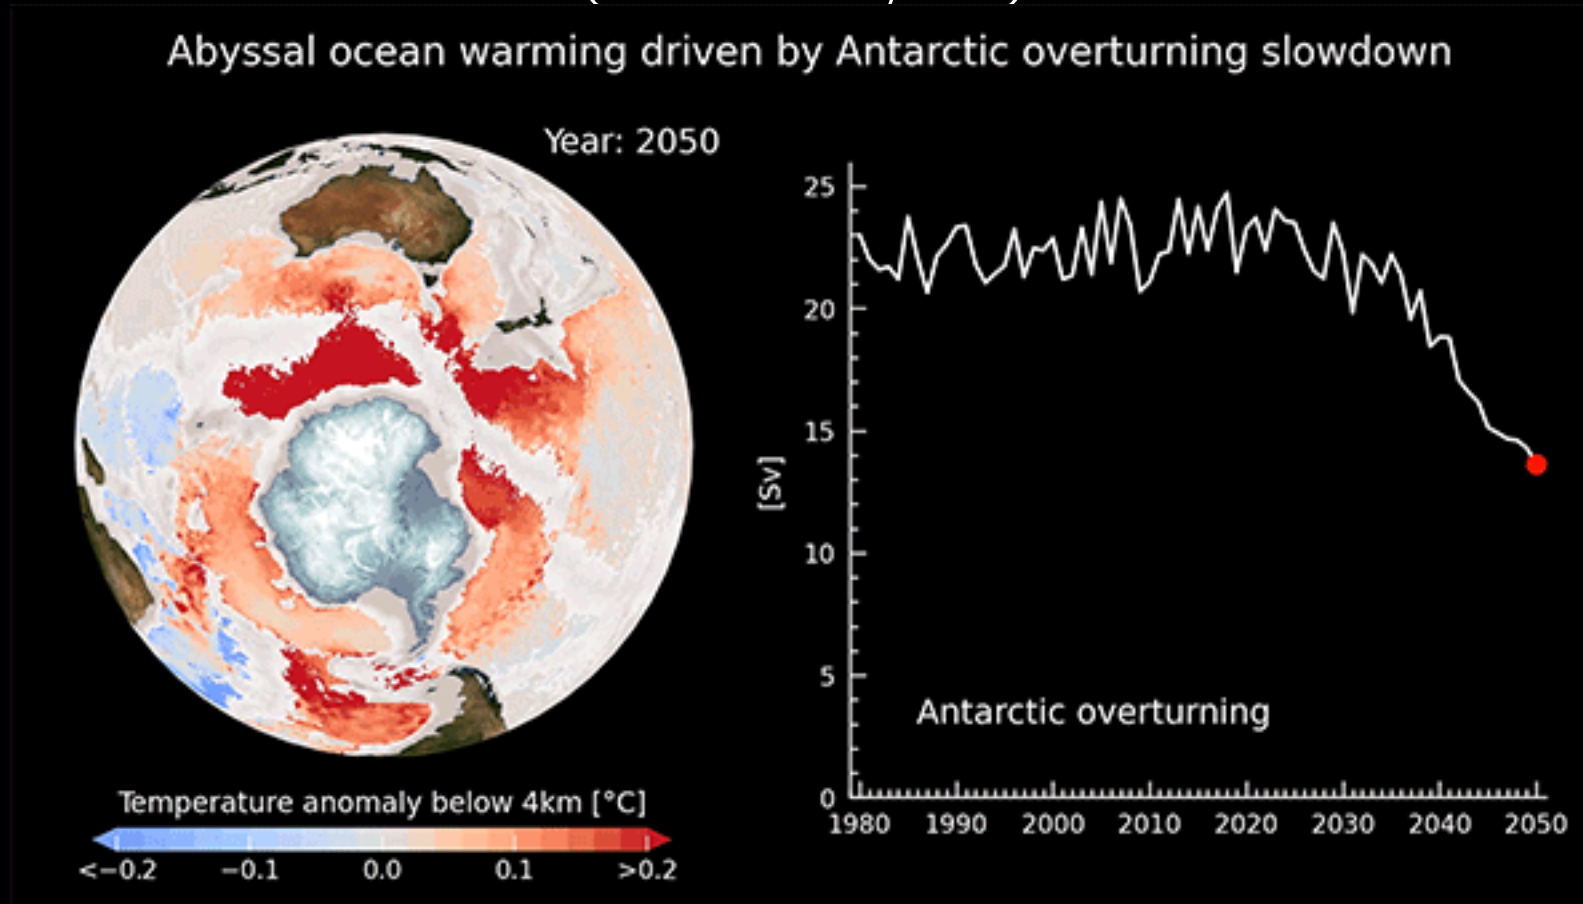 Abyssal ocean warming driven by Antarctic overturning slowdown
Year: 2050
Temperature anomaly below 4km [°C]
<−0.2 −0.1 0.0 0.1 >0.2
[Sv]
25
20
15
10
5
0
Antarctic overturning
1980 1990 2000 2010 2020 2030 2040 2050